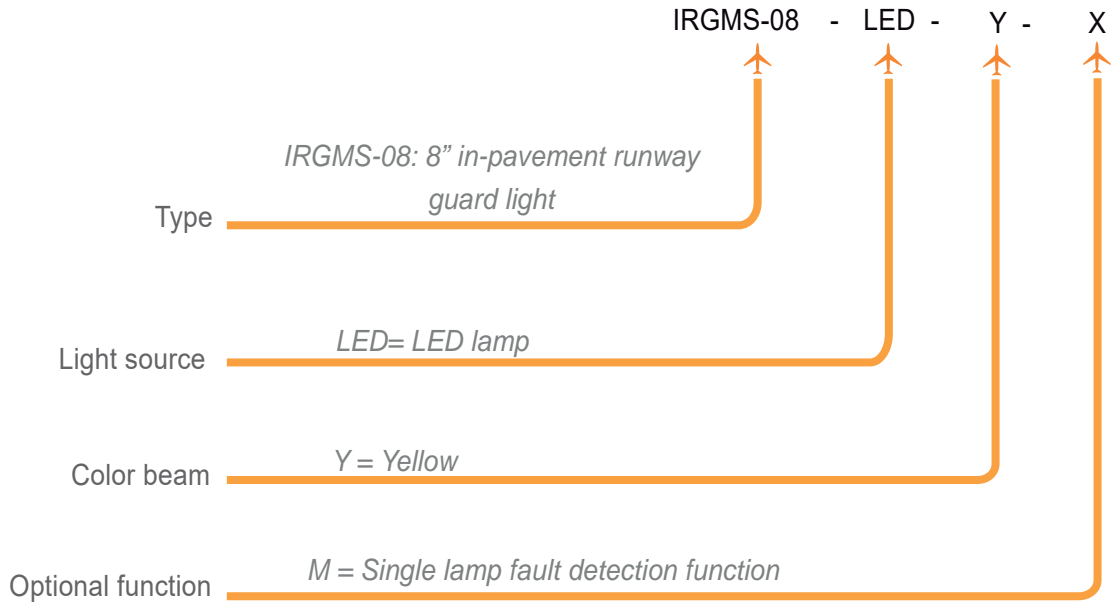 IRGMS-08 - LED - Y - X
IRGMS-08: 8” in-pavement runway
guard light
Type
LED= LED lamp
Light source
Y = Yellow
Color beam
M = Single lamp fault detection function
Optional function